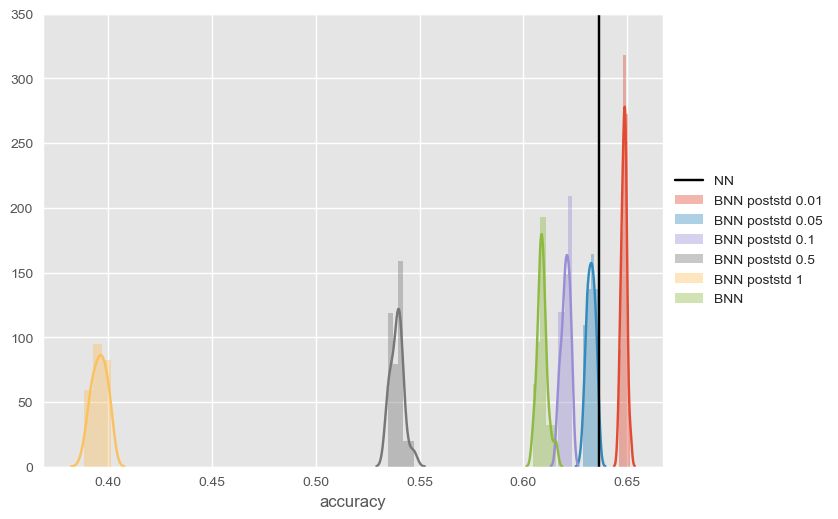 350
300
250
200
150
100
50
0
0.40
0.45
0.50
0.55
0.60
0.65
accuracy
NN
BNN poststd 0.01
BNN poststd 0.05
BNN poststd 0.1
BNN poststd 0.5
BNN poststd 1
BNN